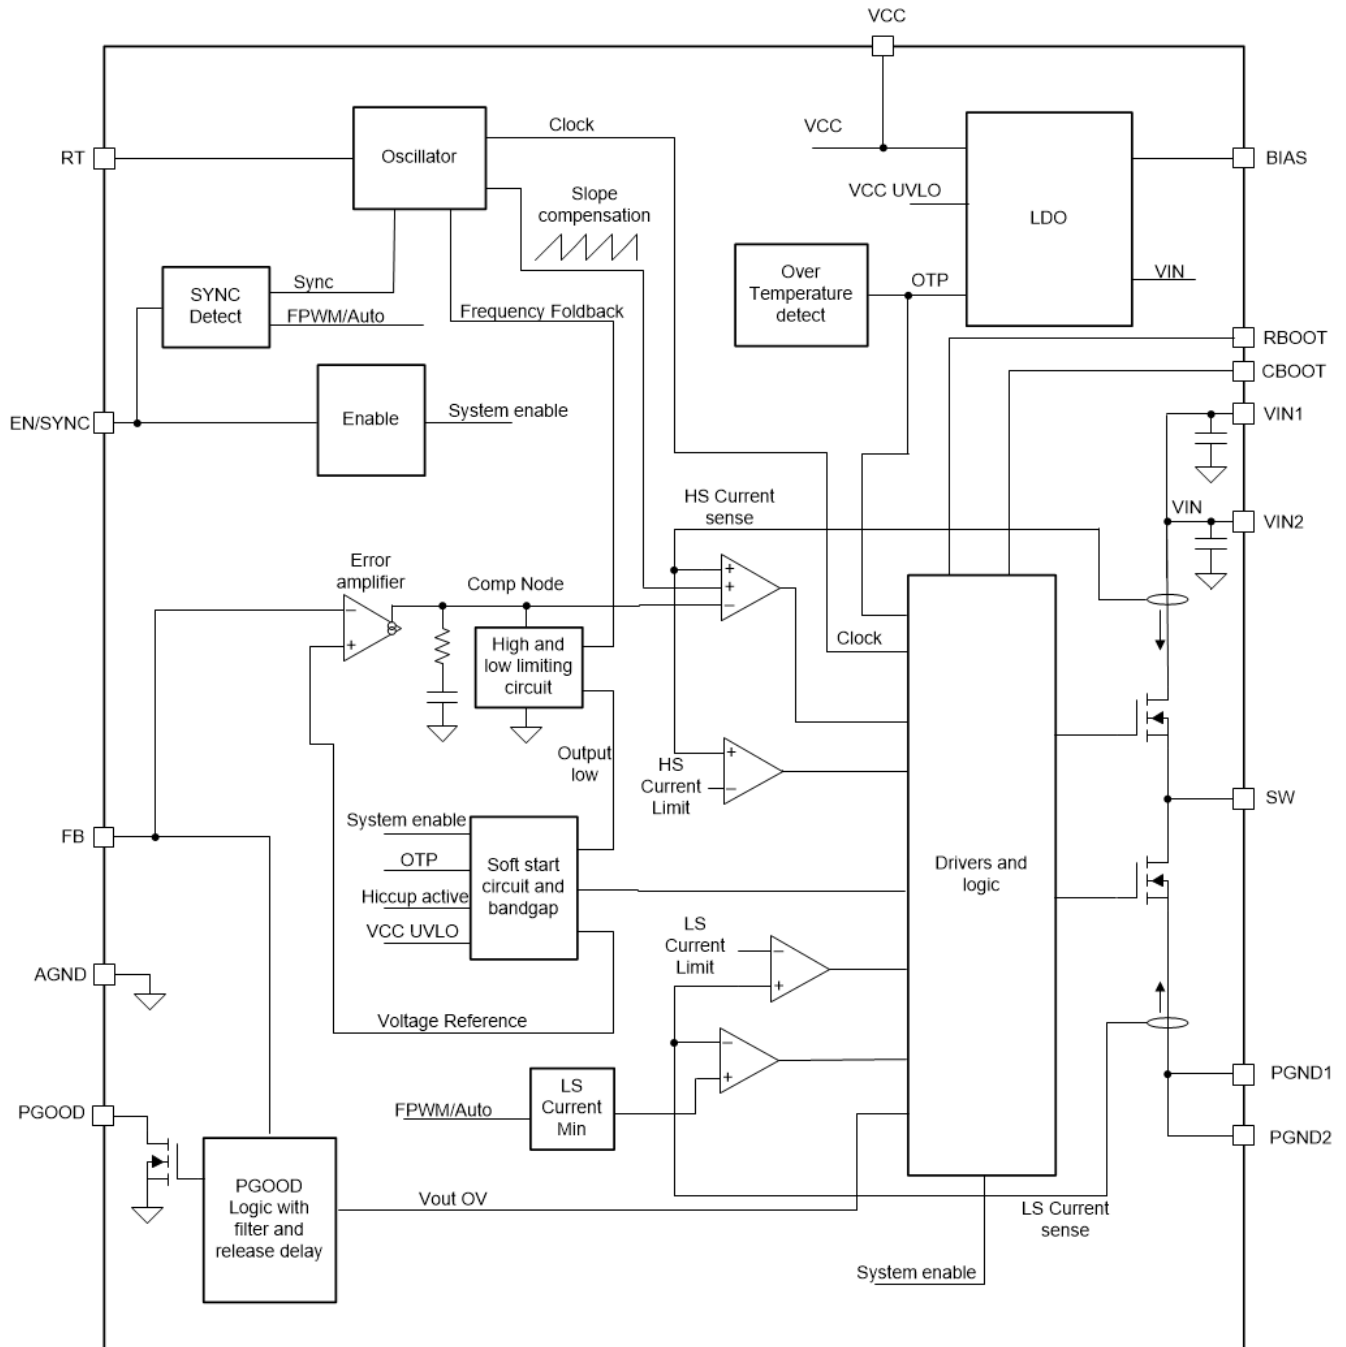 VCC
RT
Oscillator
Clock
VCC
BIAS
VCC UVLO
LDO
Slope
compensation
Over
Temperature
detect
OTP
VIN
SYNC
Detect
Sync
FPWM/Auto
Frequency Foldback
RBOOT
CBOOT
EN/SYNC
Enable
System enable
VIN1
HS Current
sense
VIN
VIN2
Error
amplifier
Comp Node
+
+
−
−
+
High and
low limiting
circuit
Clock
Output
low
HS
Current
Limit
+
−
SW
FB
System enable
OTP
Hiccup active
VCC UVLO
Soft start
circuit and
bandgap
Drivers and
logic
LS
Current
Limit
−
+
AGND
Voltage Reference
−
+
PGND1
PGOOD
FPWM/Auto
LS
Current
Min
PGND2
PGOOD
Logic with
filter and
release delay
Vout OV
LS Current
sense
System enable